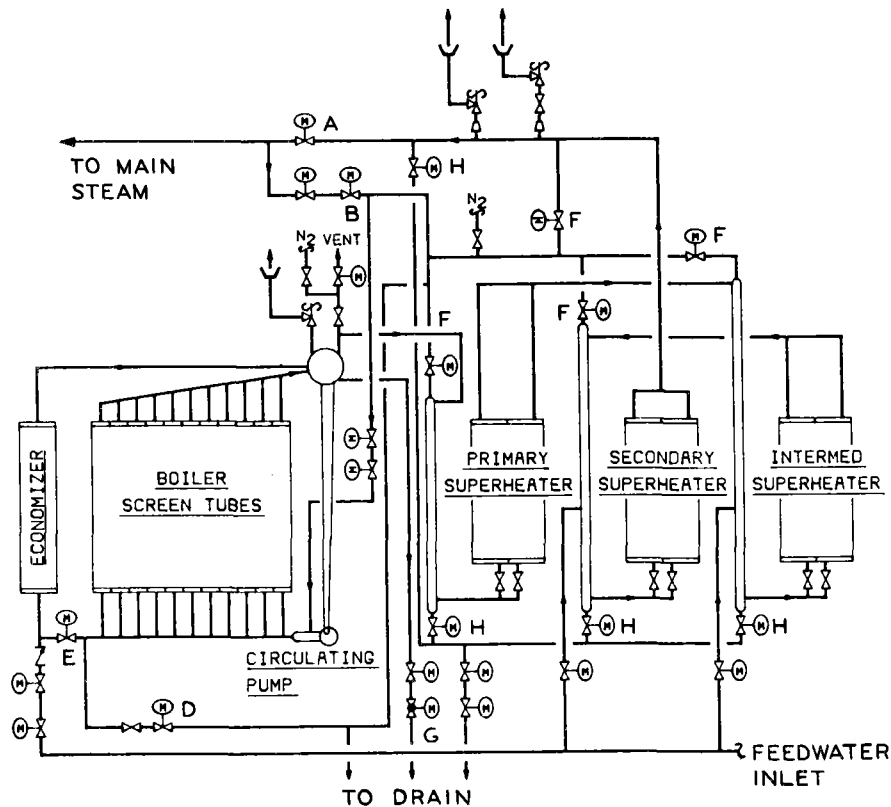 M A
M H
TO MAIN
STEAM
M M
B
N2
M F
M F
N2 VENT
M
F M
F
M
M
M
ECONOMIZER
BOILER
SCREEN TUBES
PRIMARY
SUPERHEATER
SECONDARY
SUPERHEATER
INTERMED
SUPERHEATER
M
E
M H
M H
M H
CIRCULATING
PUMP
M
M
M D
M M
M M
G
M M
FEEDWATER
INLET
TO DRAIN